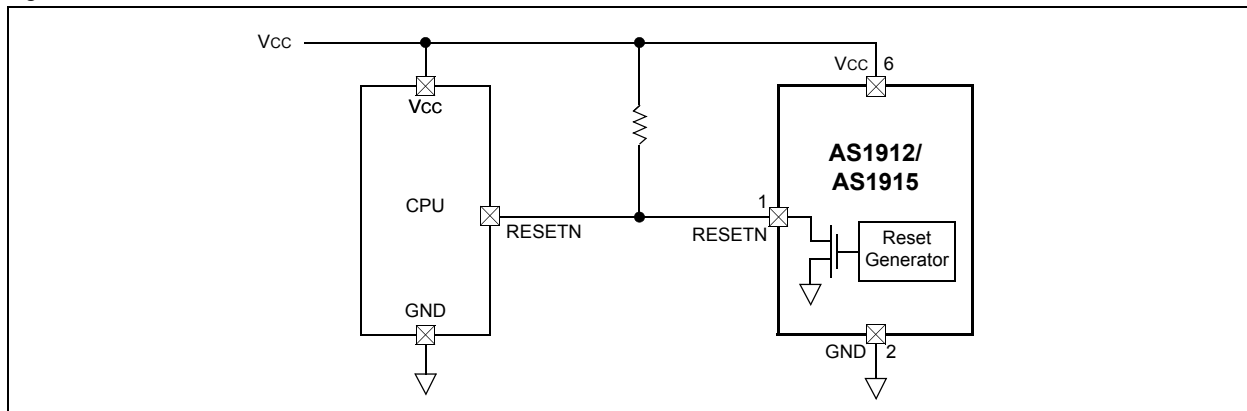 Vcc
Vcc 6
Vcc
AS1912/
AS1915
CPU
1
RESETN
RESETN
Reset
Generator
GND
GND 2